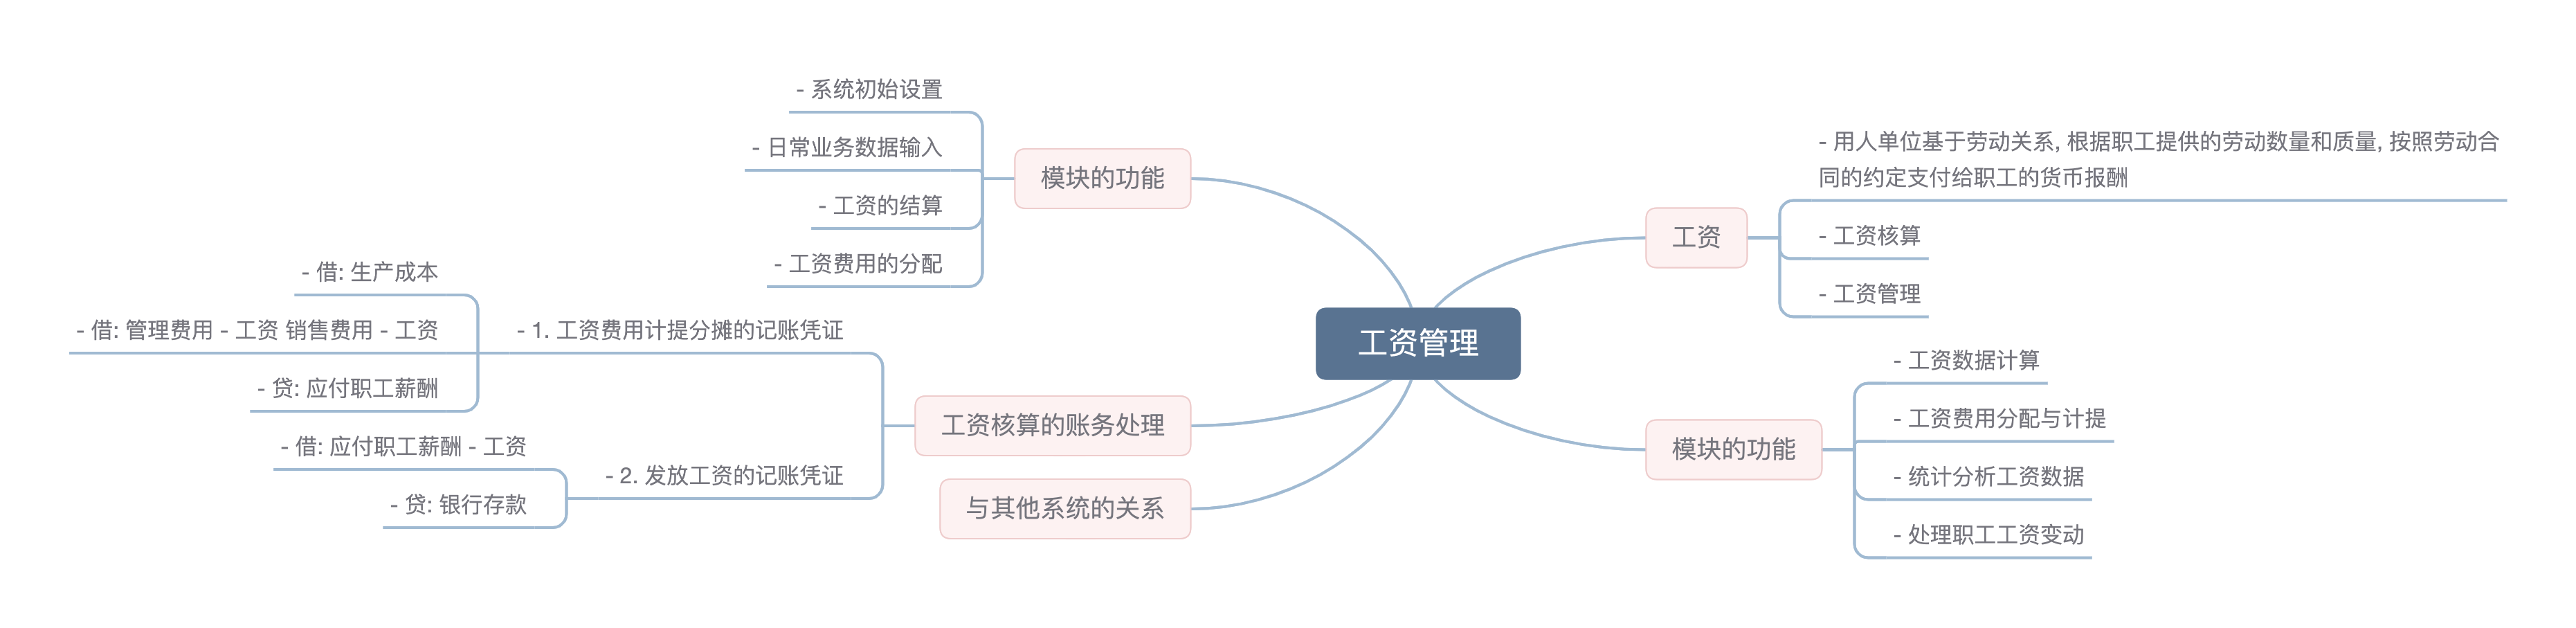 工资管理
工资
- 用人单位基于劳动关系, 根据职工提供的劳动数量和质量, 按照劳动合
同的约定支付给职工的货币报酬
- 工资核算
- 工资管理
模块的功能
- 工资数据计算
- 工资费用分配与计提
- 统计分析工资数据
- 处理职工工资变动
模块的功能
- 系统初始设置
- 日常业务数据输入
- 工资的结算
- 工资费用的分配
工资核算的账务处理
- 1. 工资费用计提分摊的记账凭证
- 借: 生产成本
- 借: 管理费用 - 工资 销售费用 - 工资
- 贷: 应付职工薪酬
- 2. 发放工资的记账凭证
- 借: 应付职工薪酬 - 工资
- 贷: 银行存款
与其他系统的关系